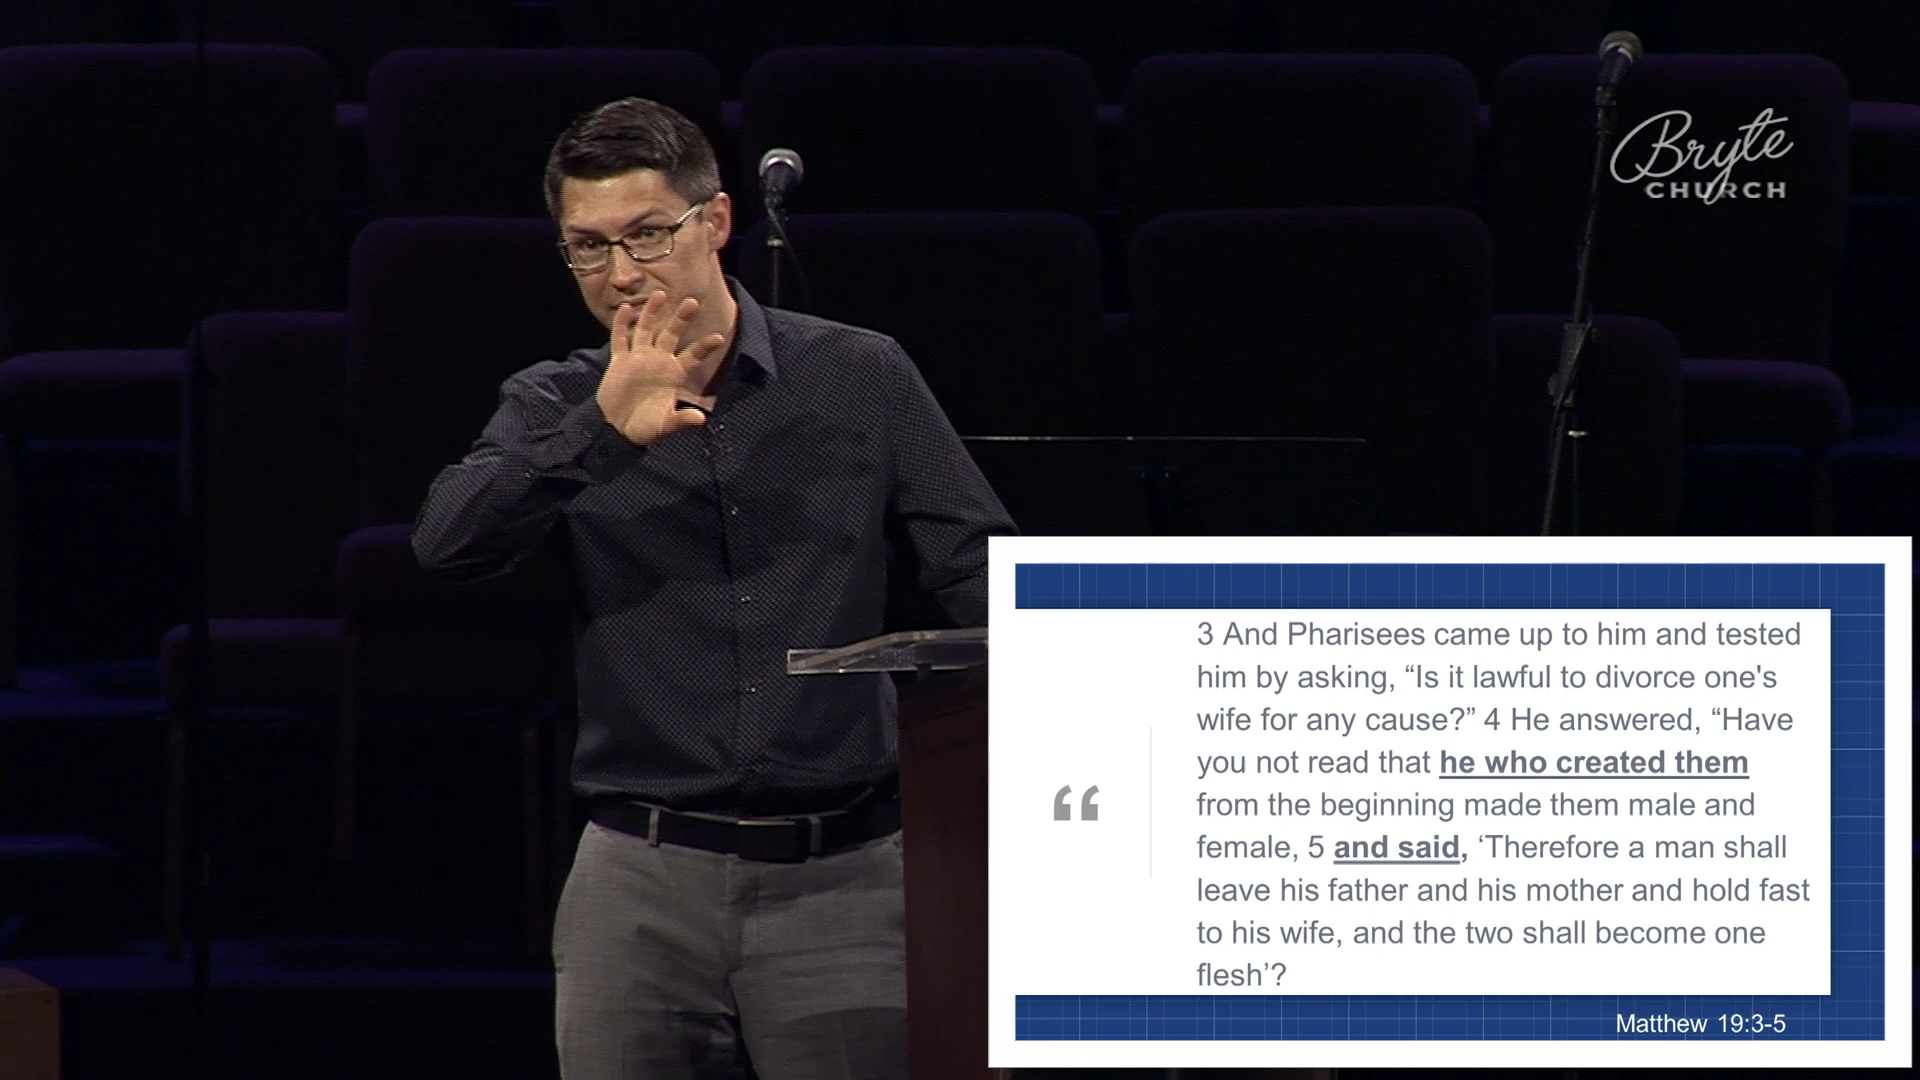 Bryte
CHURCH
3 And Pharisees came up to him and tested
him by asking, “Is it lawful to divorce one's
wife for any cause?” 4 He answered, “Have
you not read that he who created them
from the beginning made them male and
female, 5 and said, ‘Therefore a man shall
leave his father and his mother and hold fast
to his wife, and the two shall become one
flesh’?
“
Matthew 19:3-5